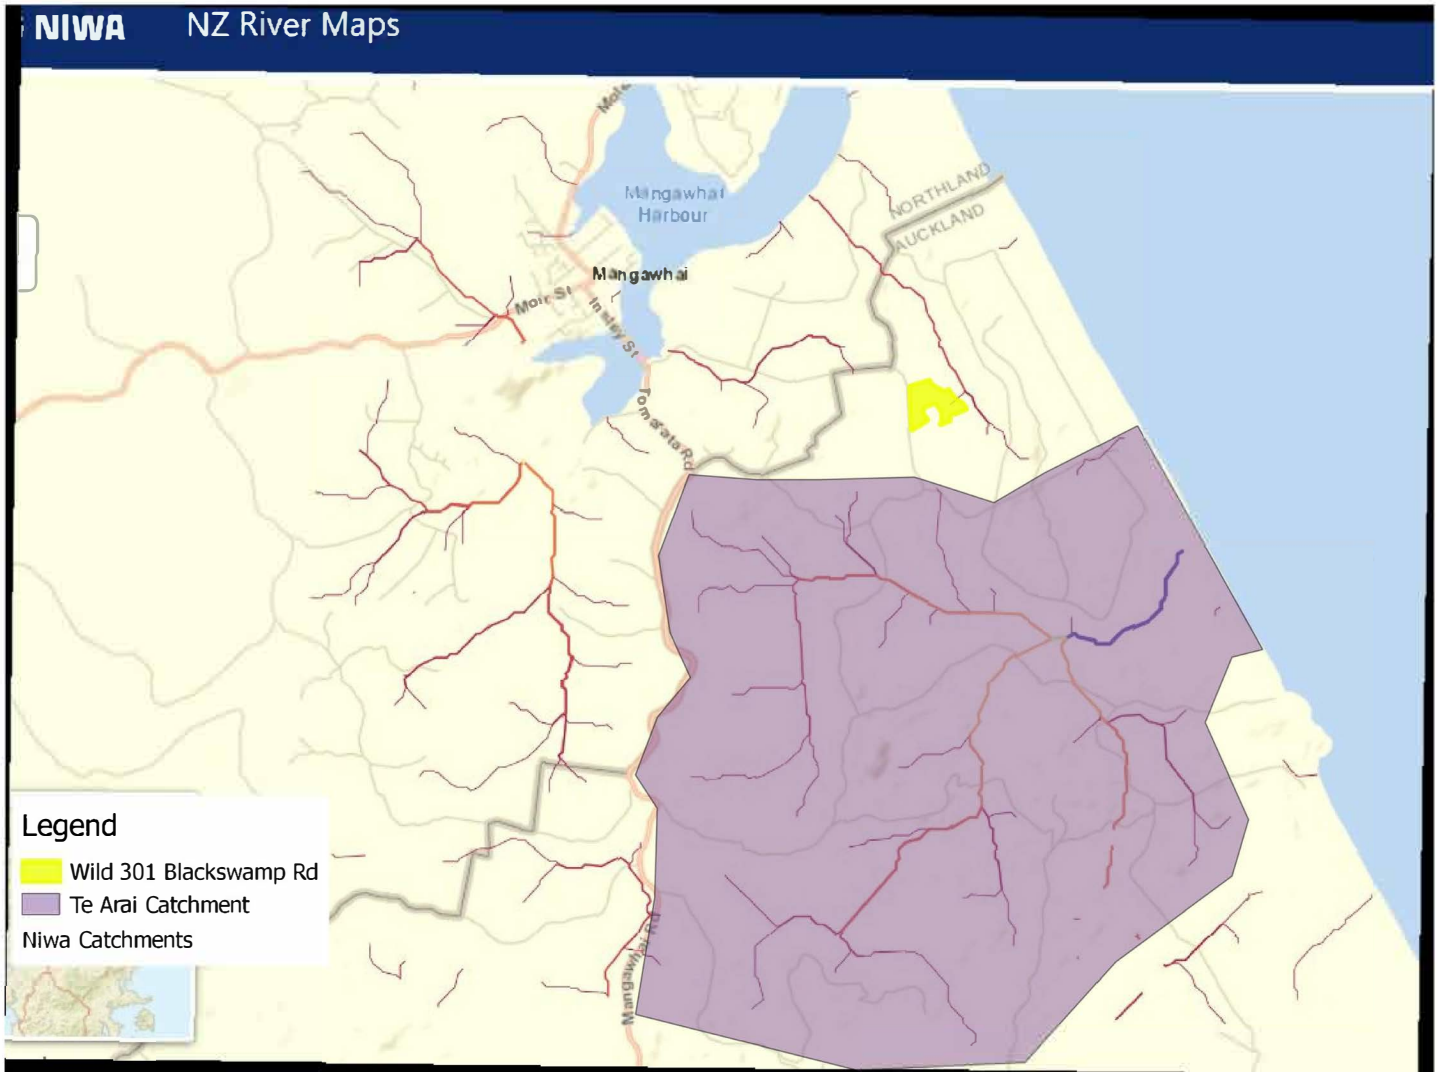 NIWA
NZ River Maps
Mangawhai
Harbour
NORTHLAND
AUCKLAND
Mangawhai
Moir St
Insley St
Tomarata Rd
Mangawhai Rd
Legend
Wild 301 Blackswamp Rd
Te Arai Catchment
Niwa Catchments